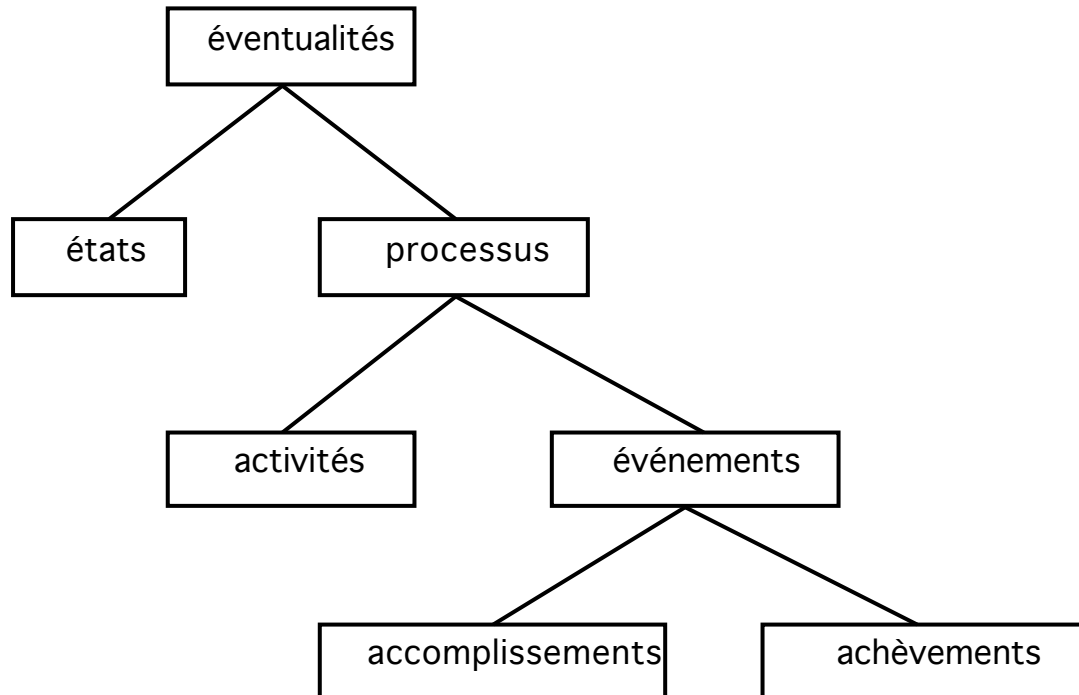 éventualités
états
processus
activités
événements
accomplissements
achèvements